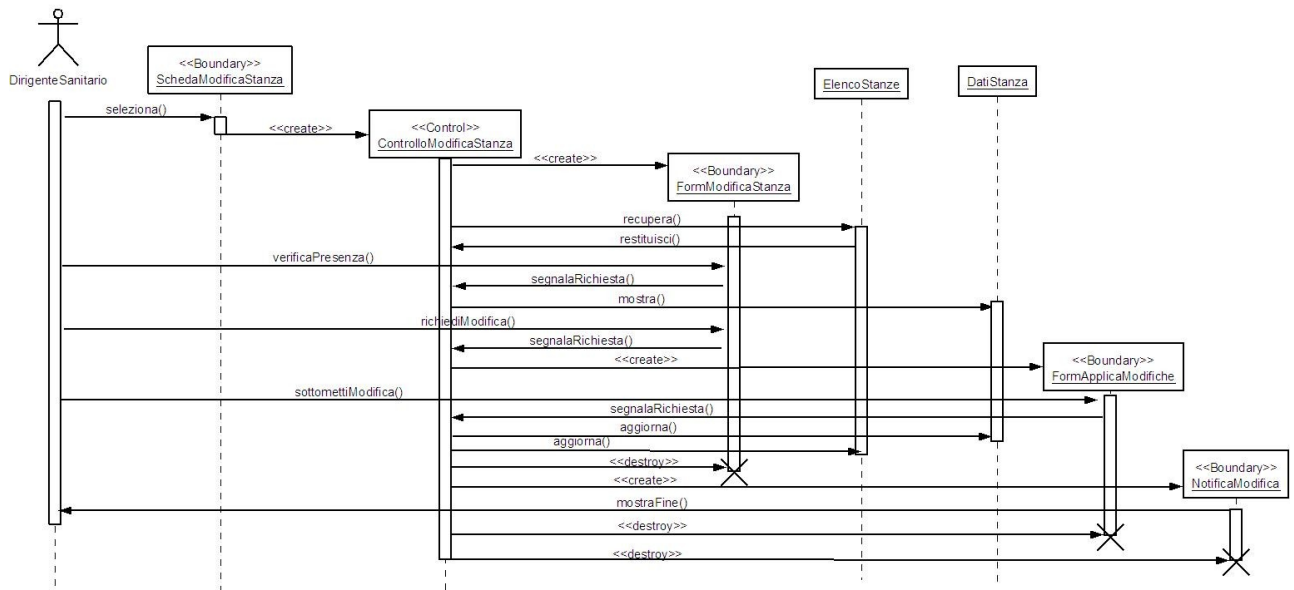 DirigenteSanitario
<<Boundary>>
SchedaModificaStanza
ElencoStanze
DatiStanza
seleziona()
<<create>>
<<Control>>
ControlloModificaStanza
<<create>>
<<Boundary>>
FormModificaStanza
recupera()
restituisci()
verificaPresenza()
segnalaRichiesta()
mostra()
richiediModifica()
segnalaRichiesta()
<<create>>
<<Boundary>>
FormApplicaModifiche
sottomettiModifica()
segnalaRichiesta()
aggiorna()
aggiorna()
<<destroy>>
<<create>>
<<Boundary>>
NotificaModifica
mostraFine()
<<destroy>>
<<destroy>>